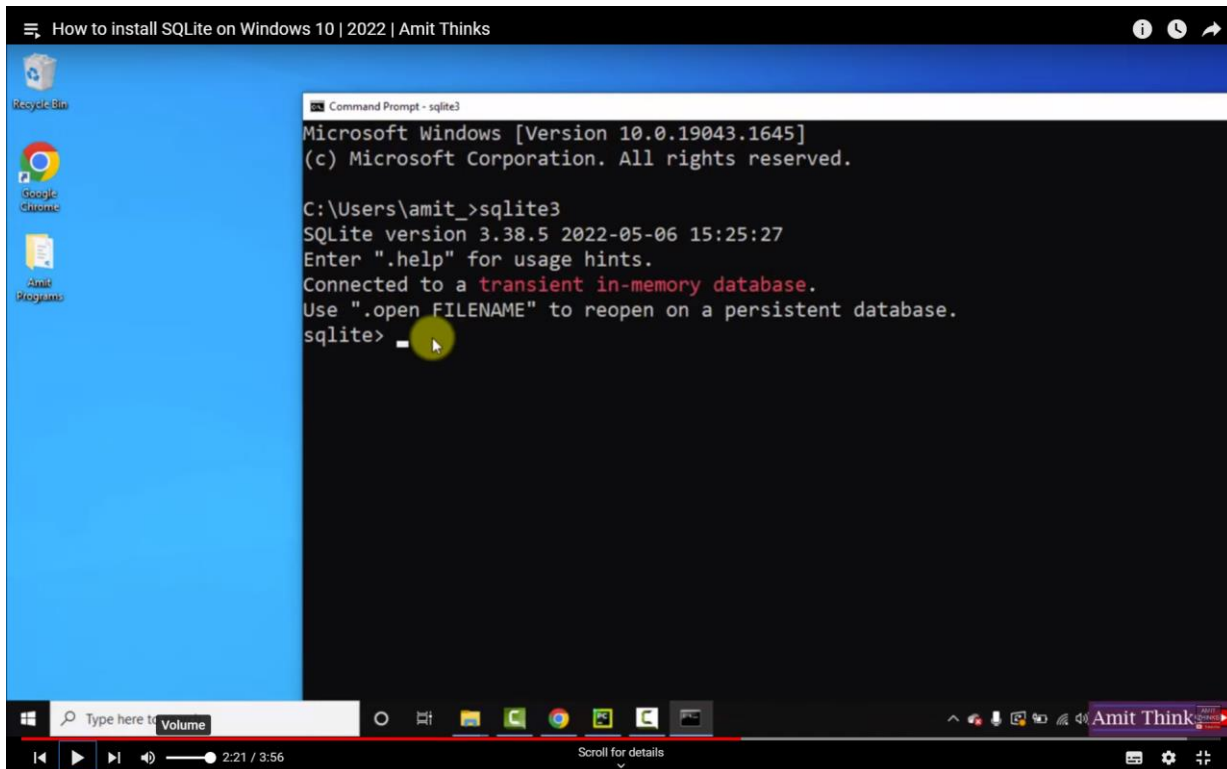 How to install SQLite on Windows 10 | 2022 | Amit Thinks
Recycle Bin
Google
Chrome
Amit
Programs
Command Prompt - sqlite3
Microsoft Windows [Version 10.0.19043.1645]
(c) Microsoft Corporation. All rights reserved.
C:\Users\amit_>sqlite3
SQLite version 3.38.5 2022-05-06 15:25:27
Enter ".help" for usage hints.
Connected to a transient in-memory database.
Use ".open FILENAME" to reopen on a persistent database.
sqlite>
Type here to
Volume
Amit Thinks
2:21 / 3:56
Scroll for details